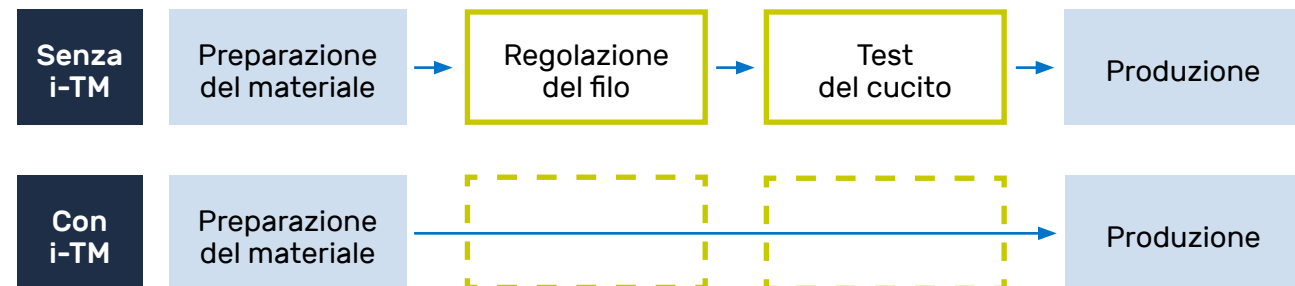 Senza
i-TM
Preparazione
del materiale
Regolazione
del filo
Test
del cucito
Produzione
Con
i-TM
Preparazione
del materiale
Produzione